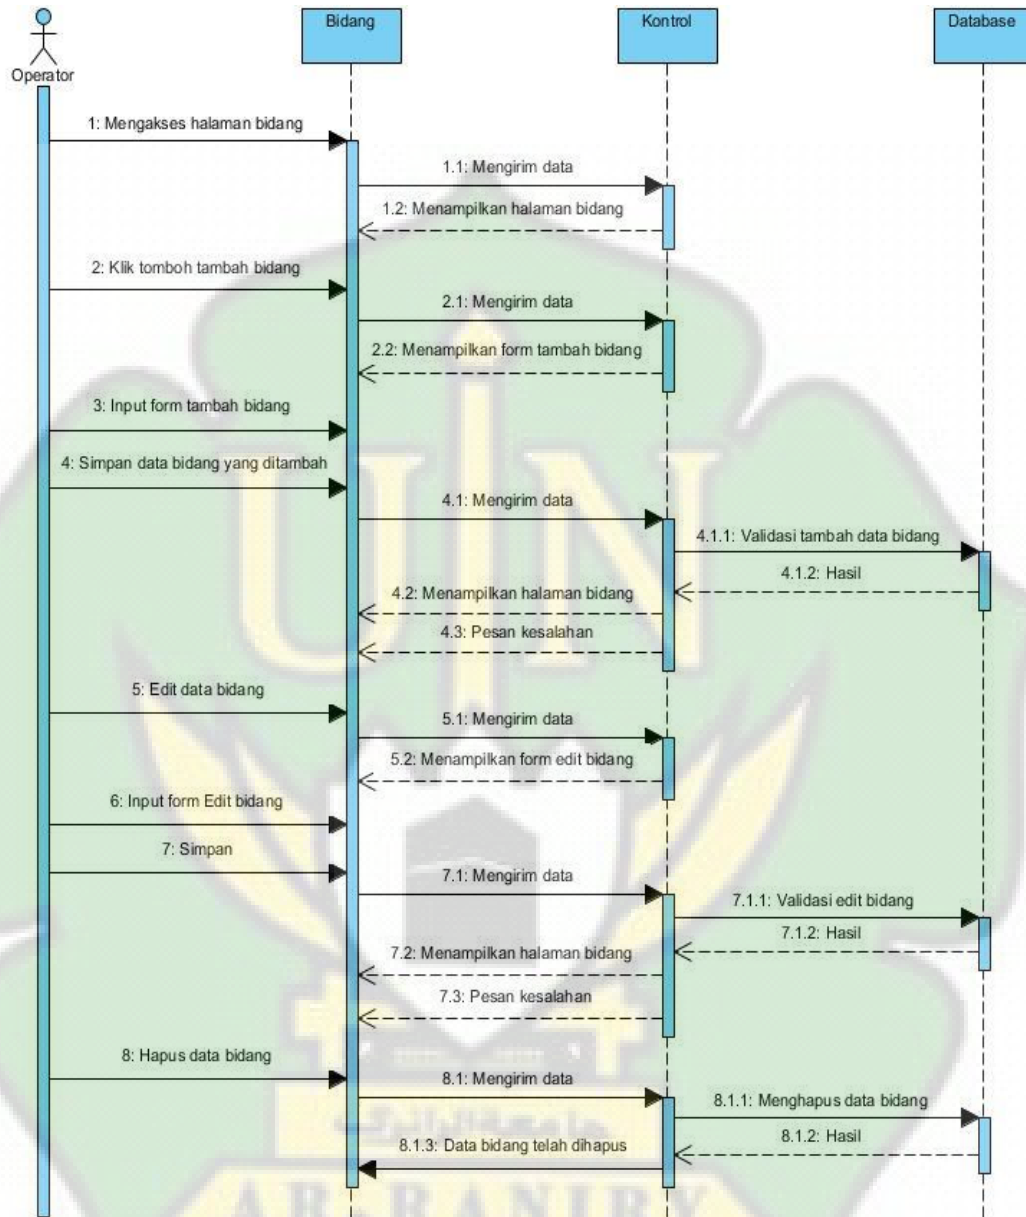 Bidang
Kontrol
Database
Operator
1: Mengakses halaman bidang
1.1: Mengirim data
1.2: Menampilkan halaman bidang
2: Klik tomboh tambah bidang
2.1: Mengirim data
2.2: Menampilkan form tambah bidang
3: Input form tambah bidang
4: Simpan data bidang yang ditambah
4.1: Mengirim data
4.1.1: Validasi tambah data bidang
4.1.2: Hasil
4.2: Menampilkan halaman bidang
4.3: Pesan kesalahan
5: Edit data bidang
5.1: Mengirim data
5.2: Menampilkan form edit bidang
6: Input form Edit bidang
7: Simpan
7.1: Mengirim data
7.1.1: Validasi edit bidang
7.1.2: Hasil
7.2: Menampilkan halaman bidang
7.3: Pesan kesalahan
8: Hapus data bidang
8.1: Mengirim data
8.1.1: Menghapus data bidang
8.1.2: Hasil
8.1.3: Data bidang telah dihapus
UIN
جامعة الرانري
AR-RANIRY